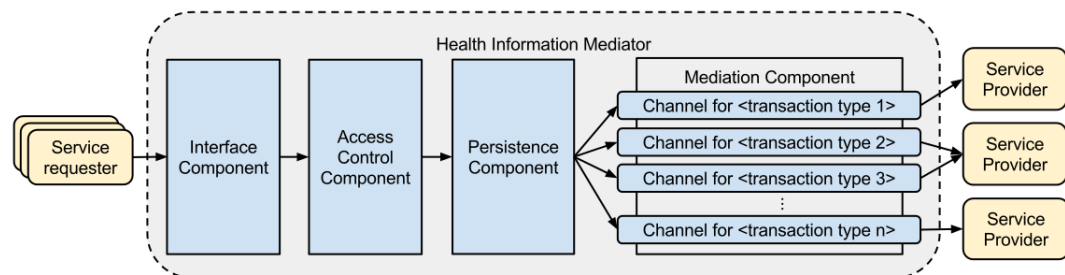 Health Information Mediator
Service
requester
Interface
Component
Access
Control
Component
Persistence
Component
Mediation Component
Channel for <transaction type 1>
Channel for <transaction type 2>
Channel for <transaction type 3>
...
Channel for <transaction type n>
Service
Provider
Service
Provider
Service
Provider